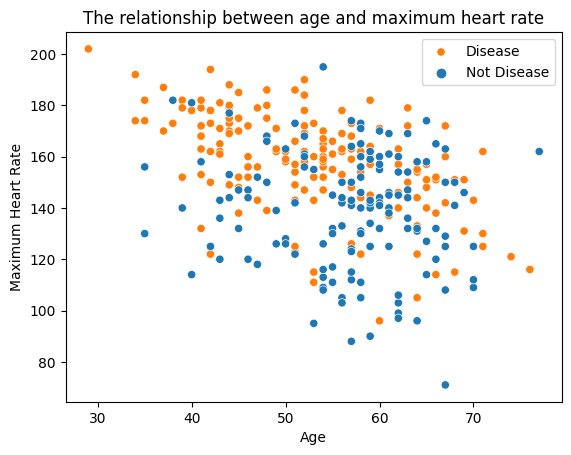 The relationship between age and maximum heart rate
Disease
Not Disease
Maximum Heart Rate
200
180
160
140
120
100
80
30
40
50
60
70
Age